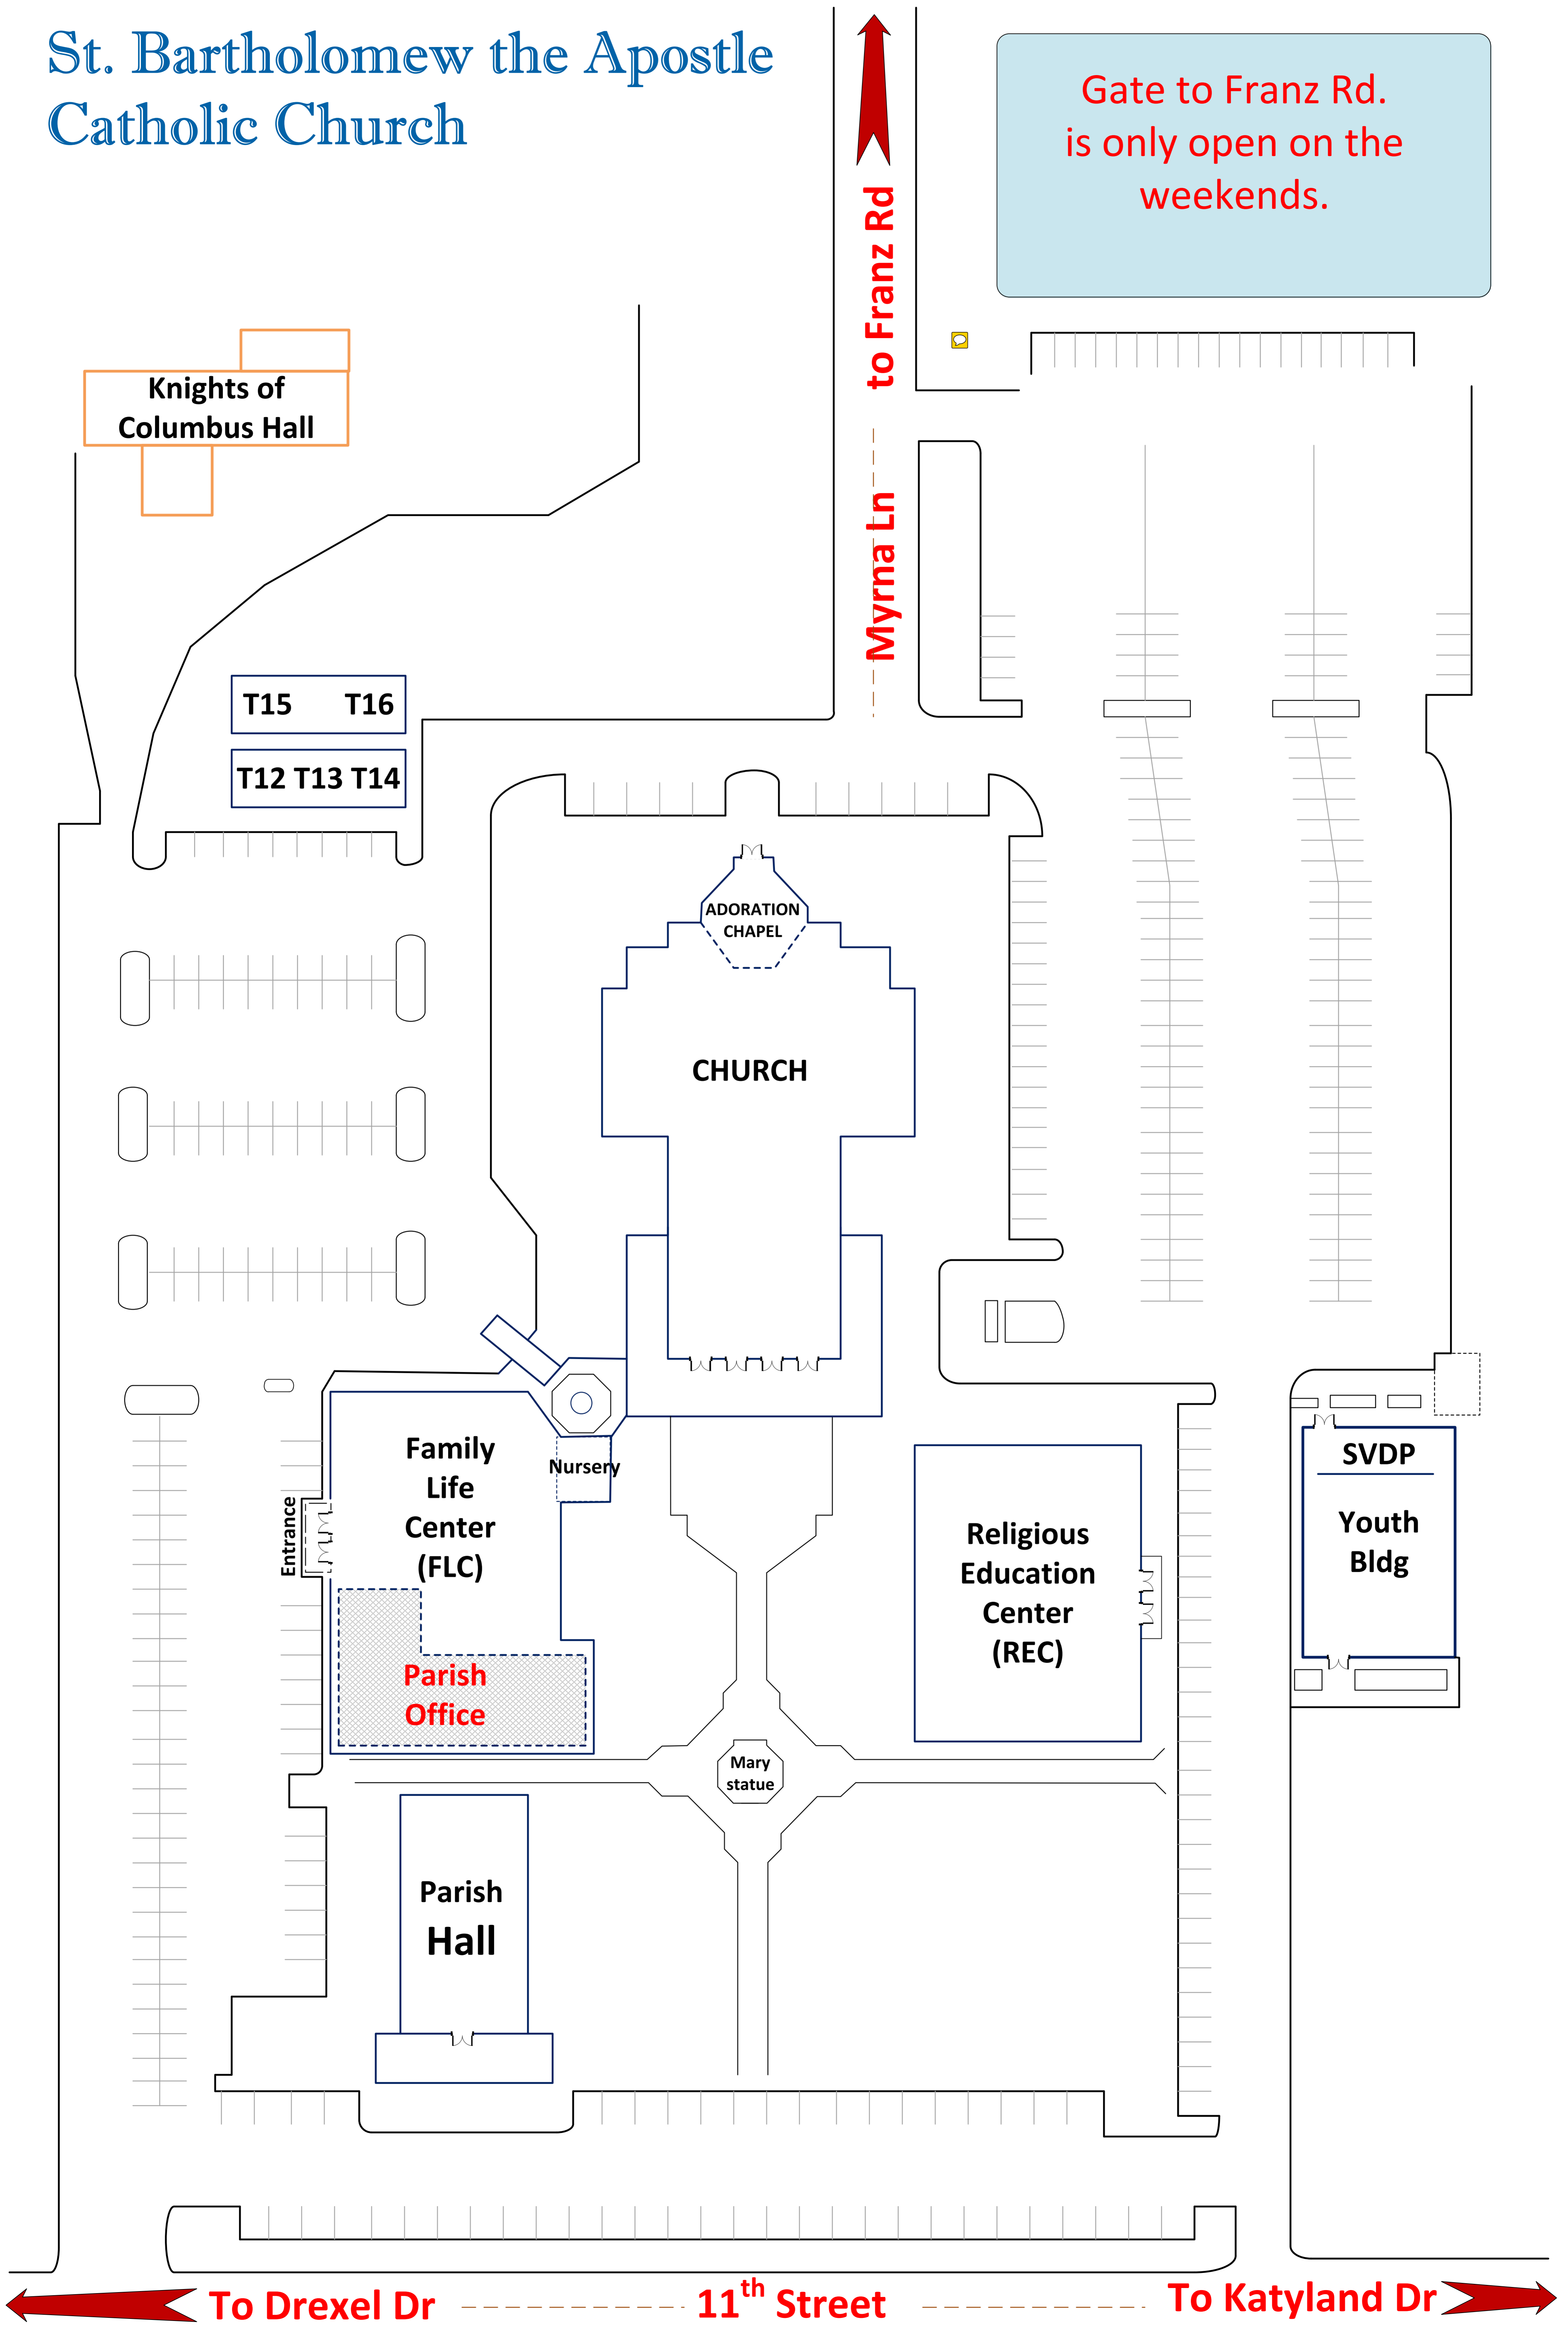 St. Bartholomew the Apostle
Catholic Church
Gate to Franz Rd.
is only open on the
weekends.
to Franz Rd
Myrna Ln
Knights of
Columbus Hall
T15 T16
T12 T13 T14
ADORATION
CHAPEL
CHURCH
Family
Life
Center
(FLC)
Nursery
Entrance
Parish
Office
Religious
Education
Center
(REC)
SVDP
Youth
Bldg
Mary
statue
Parish
Hall
To Drexel Dr
11th Street
To Katyland Dr